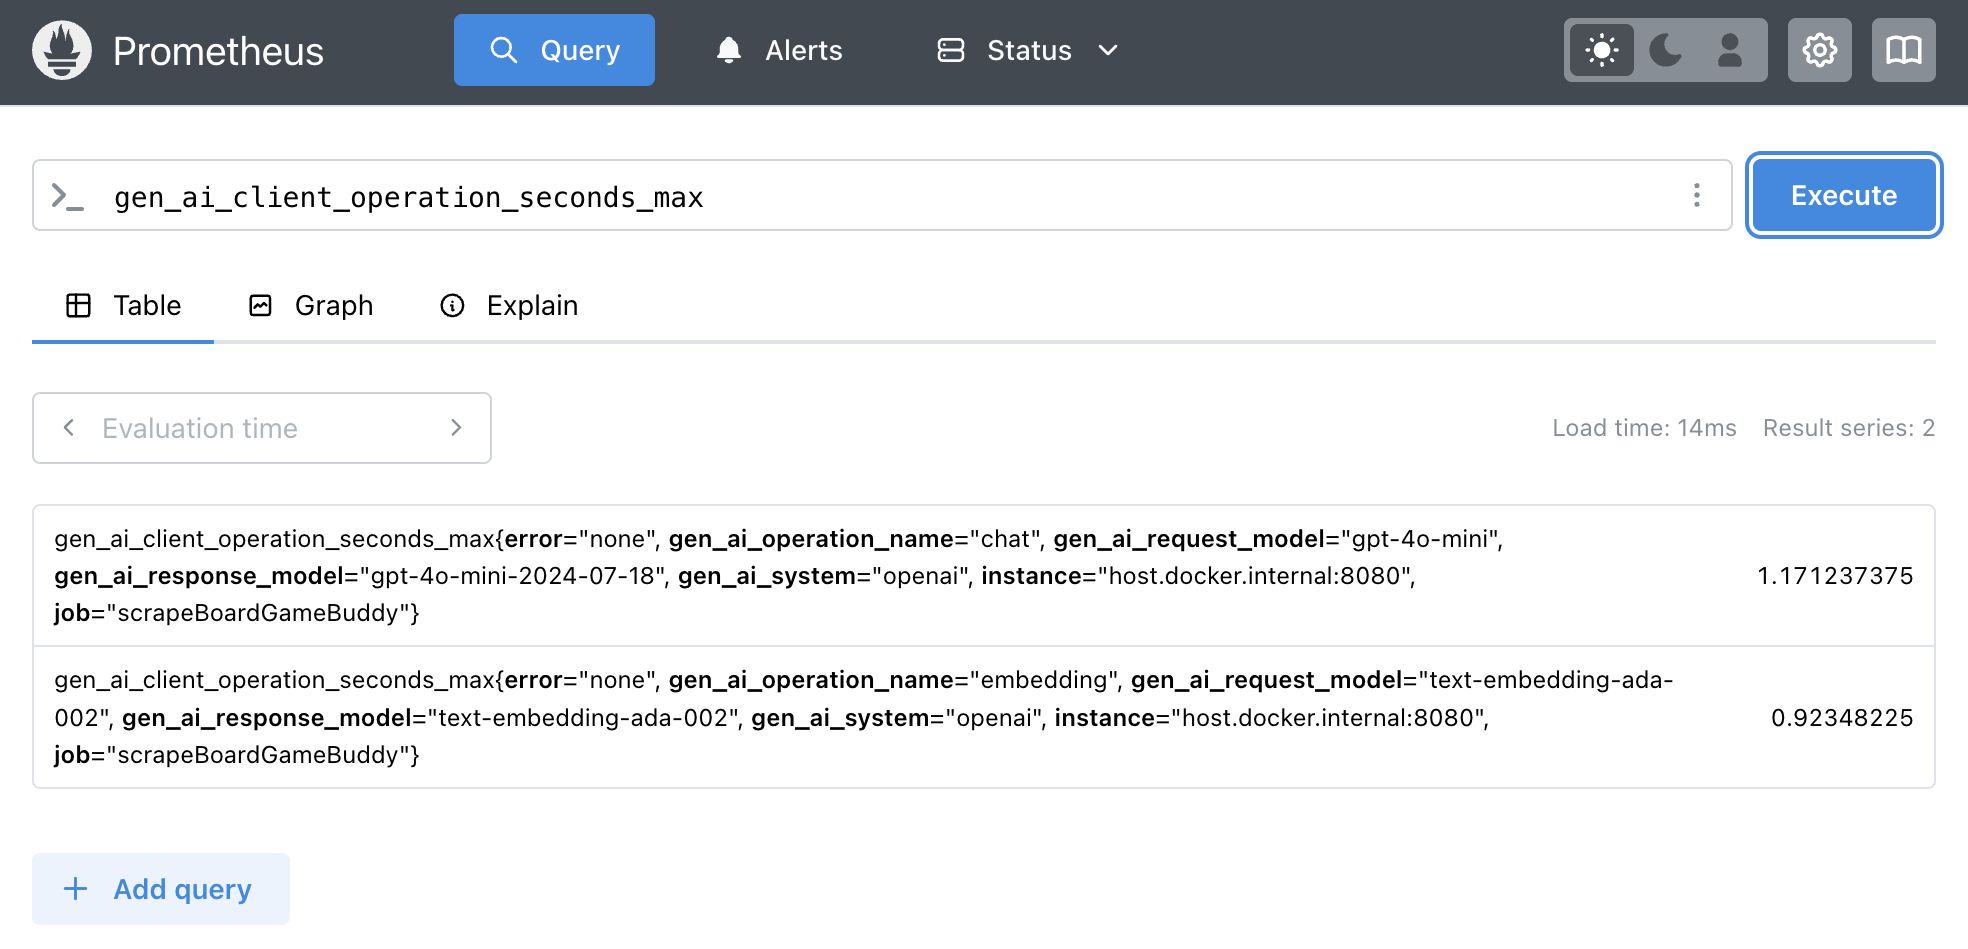 Prometheus
Query
Alerts
Status
gen_ai_client_operation_seconds_max
Execute
Table
Graph
Explain
Evaluation time
Load time: 14ms Result series: 2
gen_ai_client_operation_seconds_max{error="none", gen_ai_operation_name="chat", gen_ai_request_model="gpt-4o-mini",
gen_ai_response_model="gpt-4o-mini-2024-07-18", gen_ai_system="openai", instance="host.docker.internal:8080",
job="scrapeBoardGameBuddy"}
1.171237375
gen_ai_client_operation_seconds_max{error="none", gen_ai_operation_name="embedding", gen_ai_request_model="text-embedding-ada-
002", gen_ai_response_model="text-embedding-ada-002", gen_ai_system="openai", instance="host.docker.internal:8080",
job="scrapeBoardGameBuddy"}
0.92348225
Add query